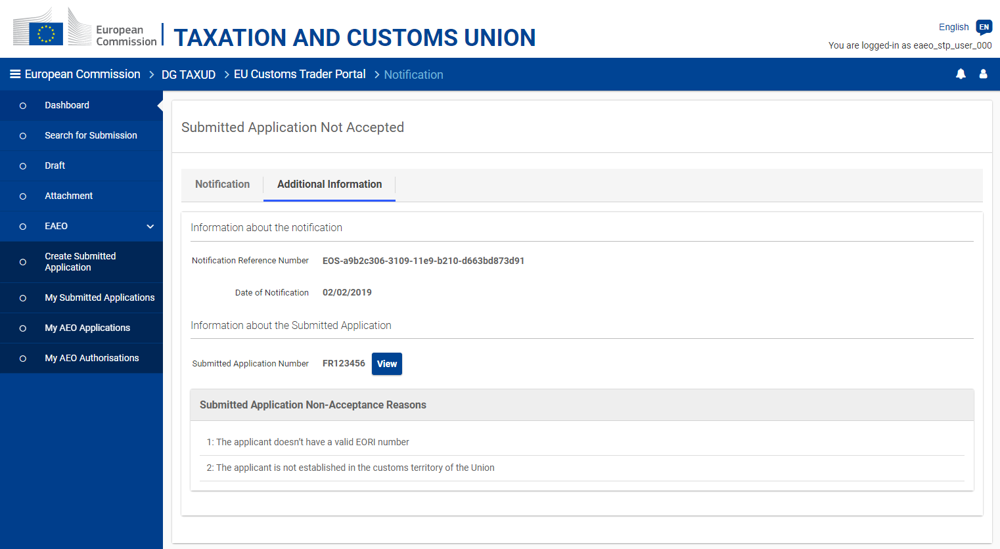 European
Commission
TAXATION AND CUSTOMS UNION
English EN
You are logged-in as eaeo_stp_user_000
European Commission > DG TAXUD > EU Customs Trader Portal > Notification
Dashboard
Search for Submission
Draft
Attachment
EAEO
Create Submitted
Application
My Submitted Applications
My AEO Applications
My AEO Authorisations
Submitted Application Not Accepted
Notification Additional Information
Information about the notification
Notification Reference Number EOS-a9b2c306-3109-11e9-b210-d663bd873d91
Date of Notification 02/02/2019
Information about the Submitted Application
Submitted Application Number FR123456 View
Submitted Application Non-Acceptance Reasons
1: The applicant doesn't have a valid EORI number
2: The applicant is not established in the customs territory of the Union